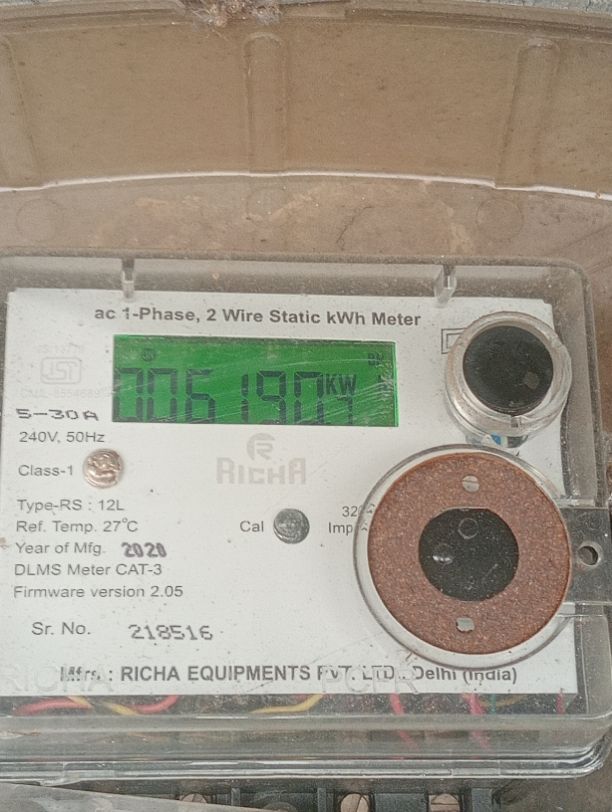 ac 1-Phase, 2 Wire Static kWh Meter
KW
5-30A
240V, 50Hz
Class-1
RICHA
Type-RS : 12L
Ref. Temp. 27°C
Cal
Year of Mfg. 2020
DLMS Meter CAT-3
Firmware version 2.05
Sr. No. 218516
Mfrs. : RICHA EQUIPMENTS PVT. LTD., Delhi (India)